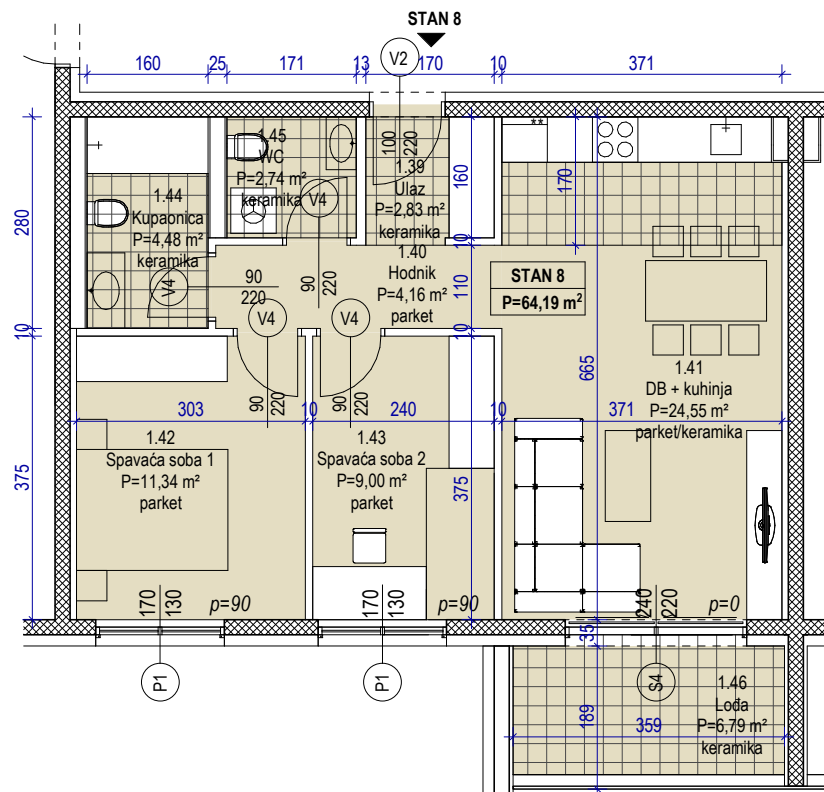 STAN 8
160 25 171 13 170 10 371
V2
100
220
**
1.45
WC
P=2,74 m²
keramika
1.39
Ulaz
P=2,83 m²
keramika
160
170
280
1.44
Kupaonica
P=4,48 m²
keramika
V4
V4
90
220
90
220
1.40
Hodnik
P=4,16 m²
parket
10
110
10
STAN 8
P=64,19 m²
10
V4
V4
90
220
90
220
665
1.41
DB + kuhinja
P=24,55 m²
parket/keramika
303 10 240 10 371
375
1.42
Spavaća soba 1
P=11,34 m²
parket
1.43
Spavaća soba 2
P=9,00 m²
parket
375
170
130
p=90
170
130
p=90
240
220
p=0
35
P1
P1
S4
189
359
1.46
Lođa
P=6,79 m²
keramika